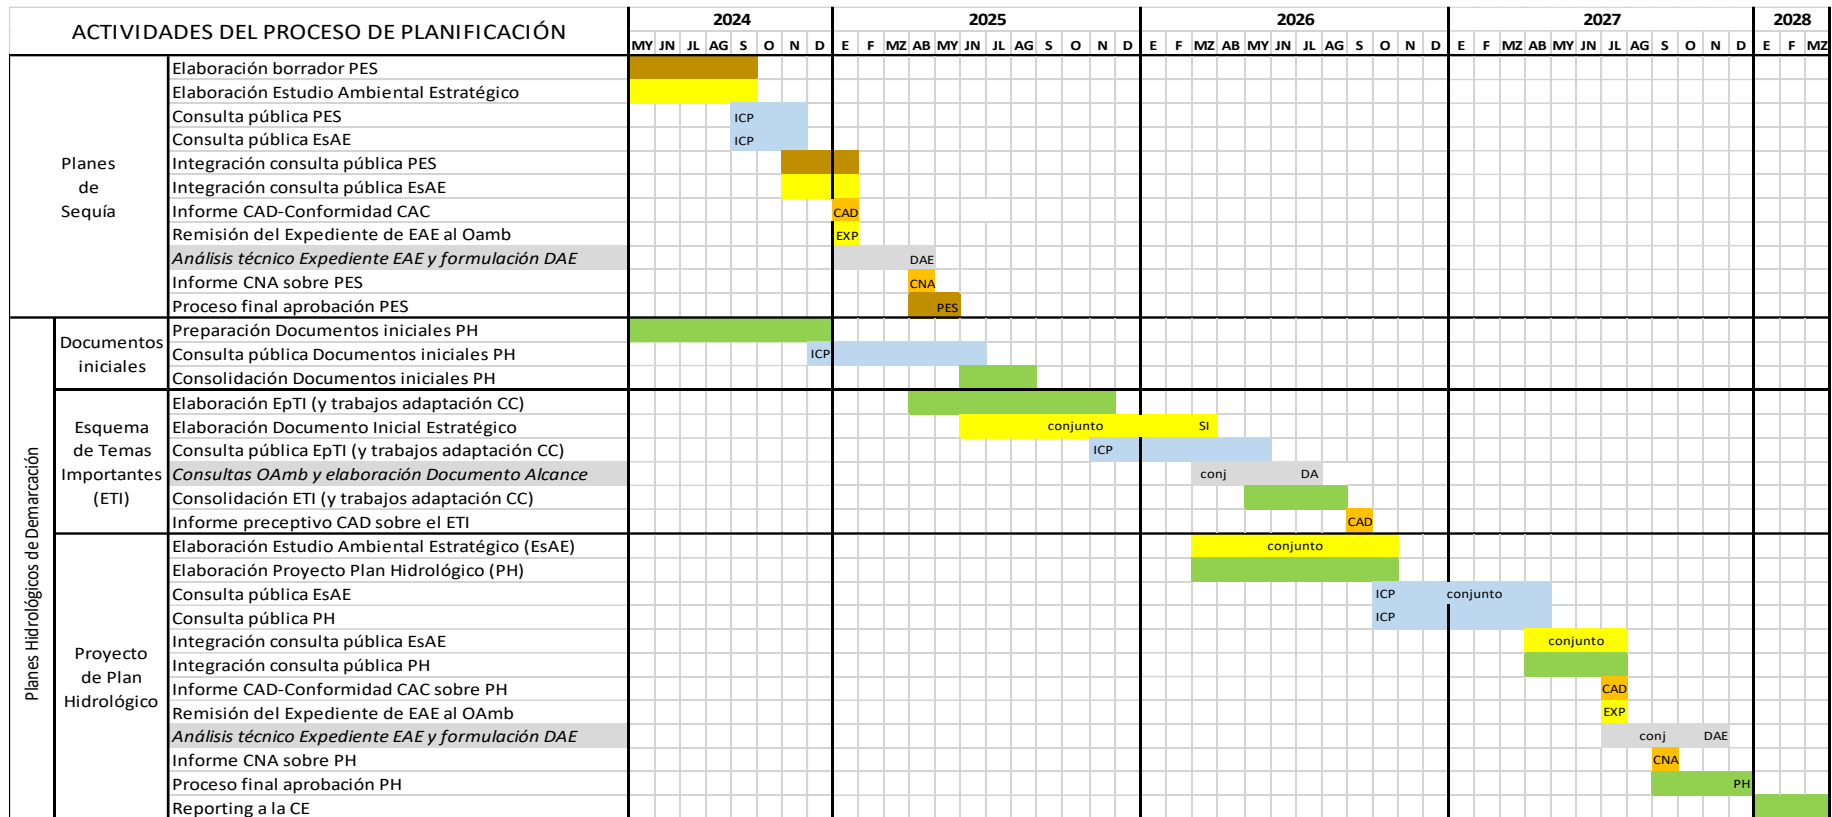 ACTIVIDADES DEL PROCESO DE PLANIFICACIÓN
2024 2025 2026 2027 2028
MY JN JL AG S O N D E F MZ AB MY JN JL AG S O N D E F MZ AB MY JN JL AG S O N D E F MZ AB MY JN JL AG S O N D E F MZ
Planes
de
Sequía
Elaboración borrador PES
Elaboración Estudio Ambiental Estratégico
Consulta pública PES ICP
Consulta pública EsAE ICP
Integración consulta pública PES
Integración consulta pública EsAE
Informe CAD-Conformidad CAC CAD
Remisión del Expediente de EAE al Oamb EXP
Análisis técnico Expediente EAE y formulación DAE DAE
Informe CNA sobre PES CNA
Proceso final aprobación PES PES
Planes Hidrológicos de Demarcación
Documentos
iniciales
Preparación Documentos iniciales PH
Consulta pública Documentos iniciales PH ICP
Consolidación Documentos iniciales PH
Esquema
de Temas
Importantes
(ETI)
Elaboración EpTI (y trabajos adaptación CC)
Elaboración Documento Inicial Estratégico conjunto SI
Consulta pública EpTI (y trabajos adaptación CC) ICP
Consultas OAmb y elaboración Documento Alcance conj DA
Consolidación ETI (y trabajos adaptación CC)
Informe preceptivo CAD sobre el ETI CAD
Proyecto
de Plan
Hidrológico
Elaboración Estudio Ambiental Estratégico (EsAE) conjunto
Elaboración Proyecto Plan Hidrológico (PH)
Consulta pública EsAE ICP conjunto
Consulta pública PH ICP
Integración consulta pública EsAE conjunto
Integración consulta pública PH
Informe CAD-Conformidad CAC sobre PH CAD
Remisión del Expediente de EAE al OAmb EXP
Análisis técnico Expediente EAE y formulación DAE conj DAE
Informe CNA sobre PH CNA
Proceso final aprobación PH PH
Reporting a la CE